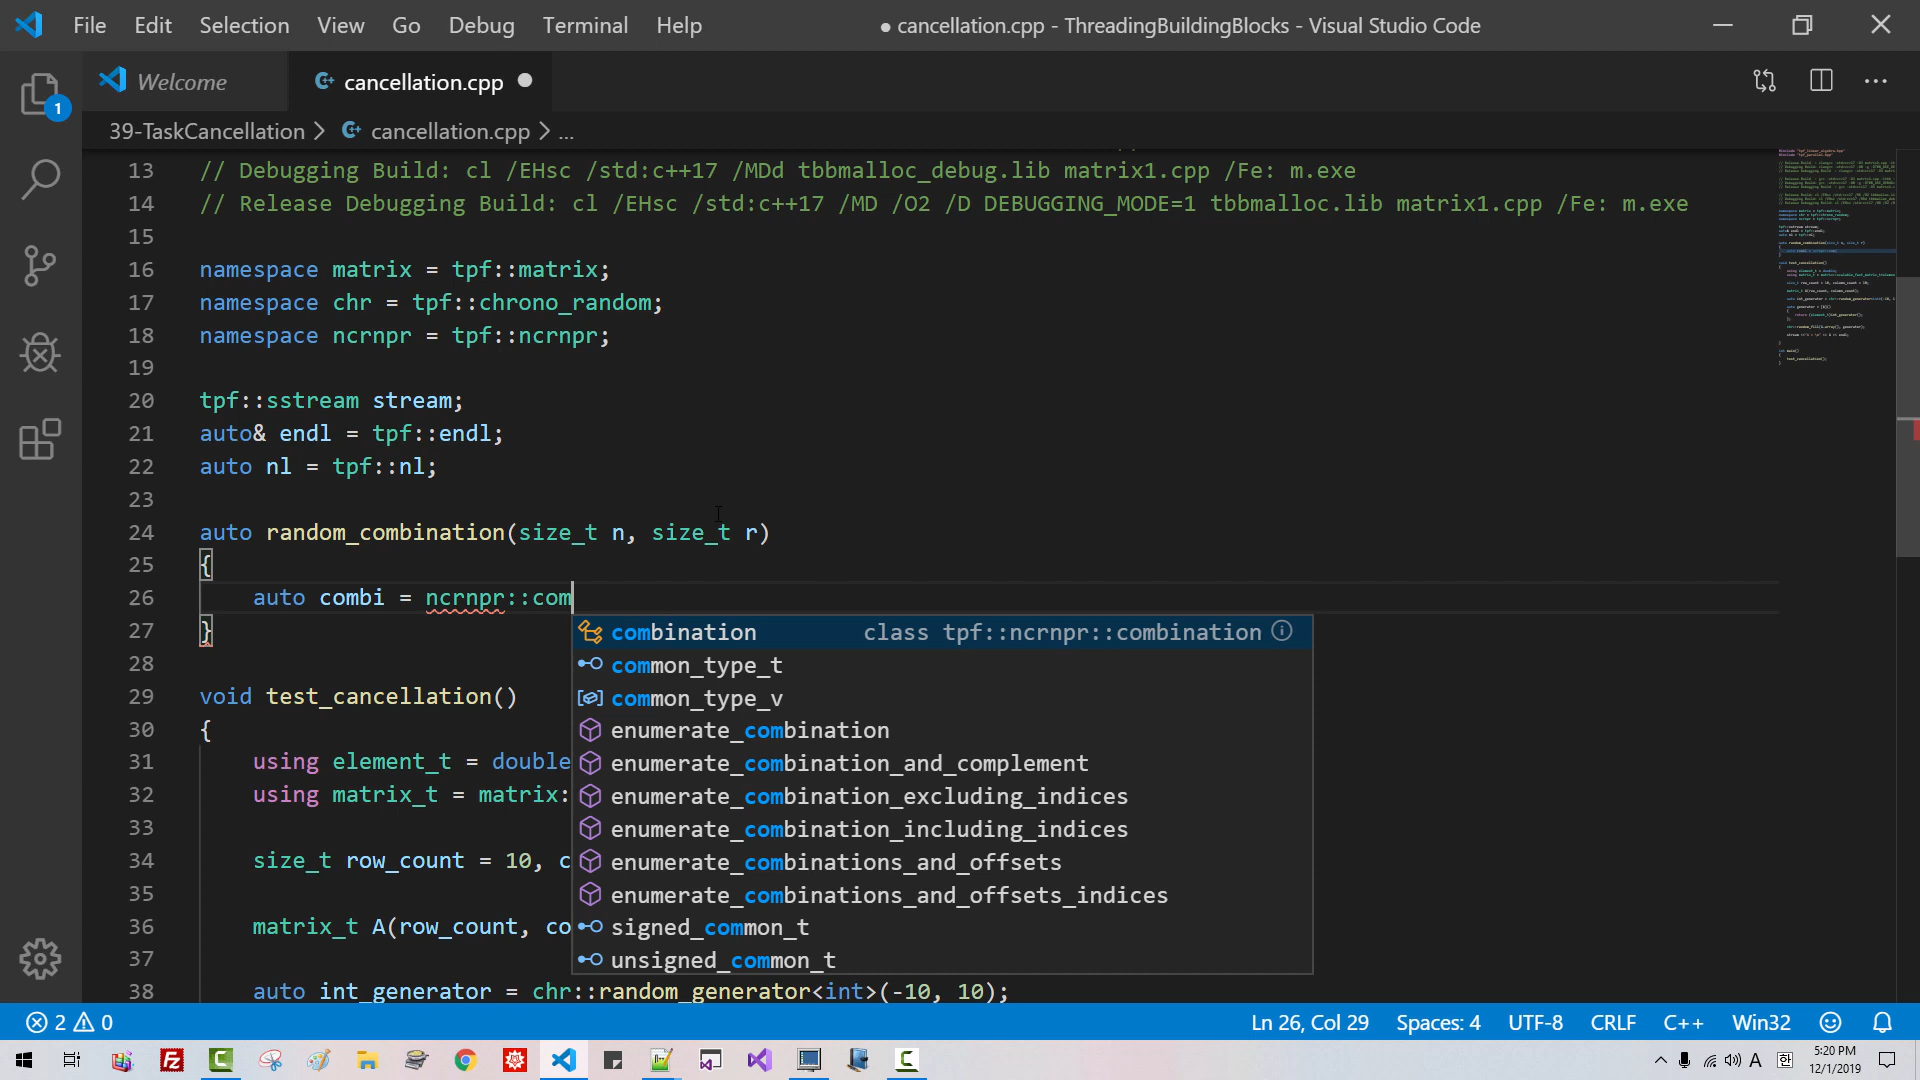 File Edit Selection View Go Debug Terminal Help ● cancellation.cpp - ThreadingBuildingBlocks - Visual Studio Code
Welcome cancellation.cpp
1
39-TaskCancellation > cancellation.cpp > ...
13 // Debugging Build: cl /EHsc /std:c++17 /MDd tbbmalloc_debug.lib matrix1.cpp /Fe: m.exe
14 // Release Debugging Build: cl /EHsc /std:c++17 /MD /O2 /D DEBUGGING_MODE=1 tbbmalloc.lib matrix1.cpp /Fe: m.exe
15
16 namespace matrix = tpf::matrix;
17 namespace chr = tpf::chrono_random;
18 namespace ncrnpr = tpf::ncrnpr;
19
20 tpf::sstream stream;
21 auto& endl = tpf::endl;
22 auto nl = tpf::nl;
23
24 auto random_combination(size_t n, size_t r)
25 {
26 auto combi = ncrnpr::com
27 }
28
29 void test_cancellation()
30 {
31 using element_t = double
32 using matrix_t = matrix:
33
34 size_t row_count = 10, c
35
36 matrix_t A(row_count, co
37
38 auto int_generator = chr::random_generator<int>(-10, 10);
combination class tpf::ncrnpr::combination
common_type_t
common_type_v
enumerate_combination
enumerate_combination_and_complement
enumerate_combination_excluding_indices
enumerate_combination_including_indices
enumerate_combinations_and_offsets
enumerate_combinations_and_offsets_indices
signed_common_t
unsigned_common_t
2 0 Ln 26, Col 29 Spaces: 4 UTF-8 CRLF C++ Win32
A 한 5:20 PM
12/1/2019